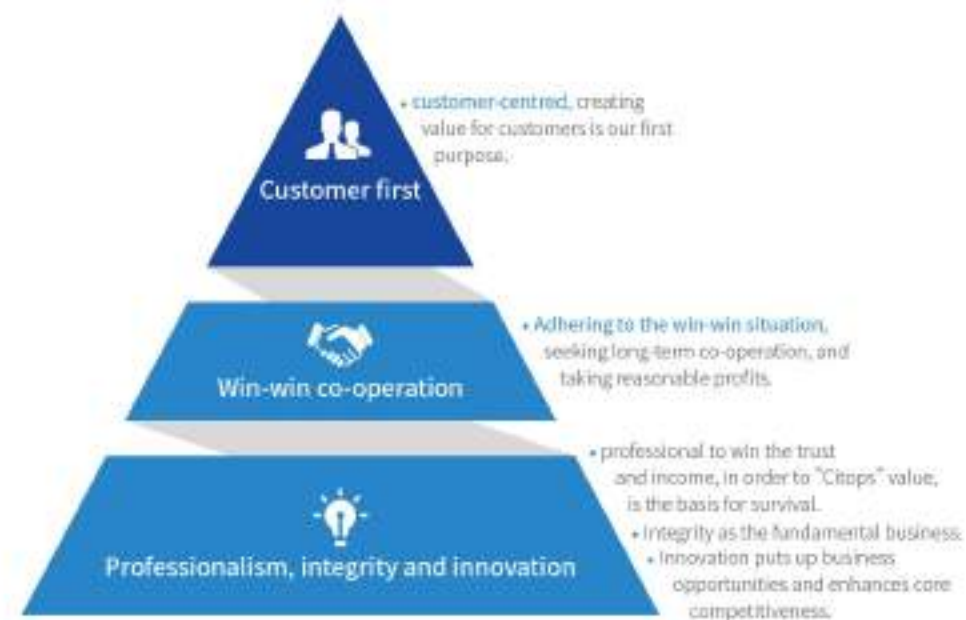 customer-centred, creating
value for customers is our first
purpose.
Customer first
• Adhering to the win-win situation,
seeking long-term co-operation, and
taking reasonable profits.
Win-win co-operation
• professional to win the trust
and income, in order to "Citops" value,
is the basis for survival.
• Integrity as the fundamental business.
• Innovation puts up business
opportunities and enhances core
competitiveness.
Professionalism, integrity and innovation